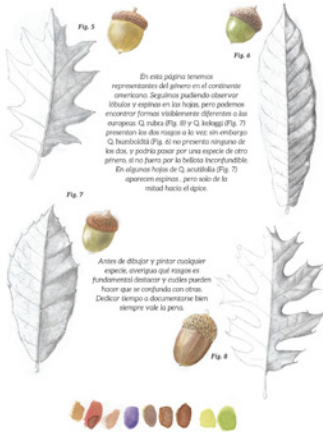 Fig. 5
Fig. 6
En esta página tenemos
representantes del género en el continente
americano. Seguimos pudiendo observar
lóbulos y espinas en las hojas, pero podemos
encontrar formas visiblemente diferentes a las
europeas. Q. rubra (Fig. 8) y Q. keloggi (Fig. 7)
presentan los dos rasgos a la vez; sin embargo
Q. humboldtii (Fig. 6) no presenta ninguno de
los dos, y podría pasar por una especie de otro
género, si no fuera por la bellota inconfundible.
En algunas hojas de Q. acutifolia (Fig. 7)
aparecen espinas, pero solo de la
mitad hacia el ápice.
Fig. 7
Antes de dibujar y pintar cualquier
especie, averigua qué rasgos es
fundamental destacar y cuáles pueden
hacer que se confunda con otras.
Dedicar tiempo a documentarse bien
siempre vale la pena.
Fig. 8